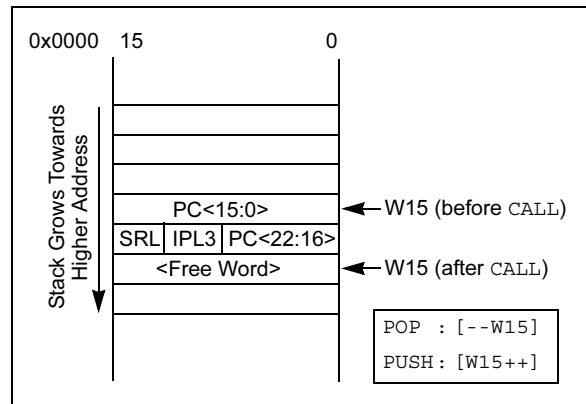 0x0000 15 0
Stack Grows Towards
Higher Address
PC<15:0>
W15 (before CALL)
SRL IPL3 PC<22:16>
<Free Word>
W15 (after CALL)
POP : [--W15]
PUSH : [W15++]